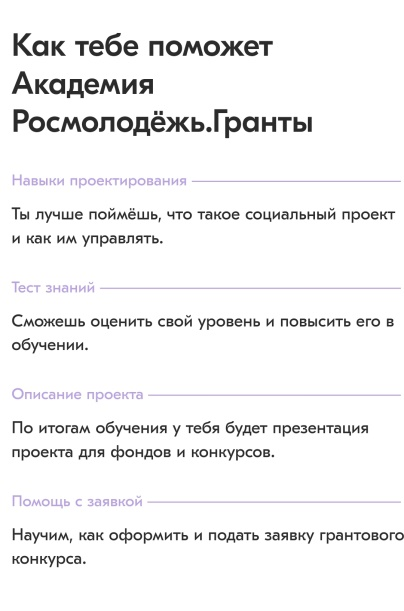 Как тебе поможет
Академия
Росмолодёжь.Гранты
Навыки проектирования
Ты лучше поймёшь, что такое социальный проект
и как им управлять.
Тест знаний
Сможешь оценить свой уровень и повысить его в
обучении.
Описание проекта
По итогам обучения у тебя будет презентация
проекта для фондов и конкурсов.
Помощь с заявкой
Научим, как оформить и подать заявку грантового
конкурса.